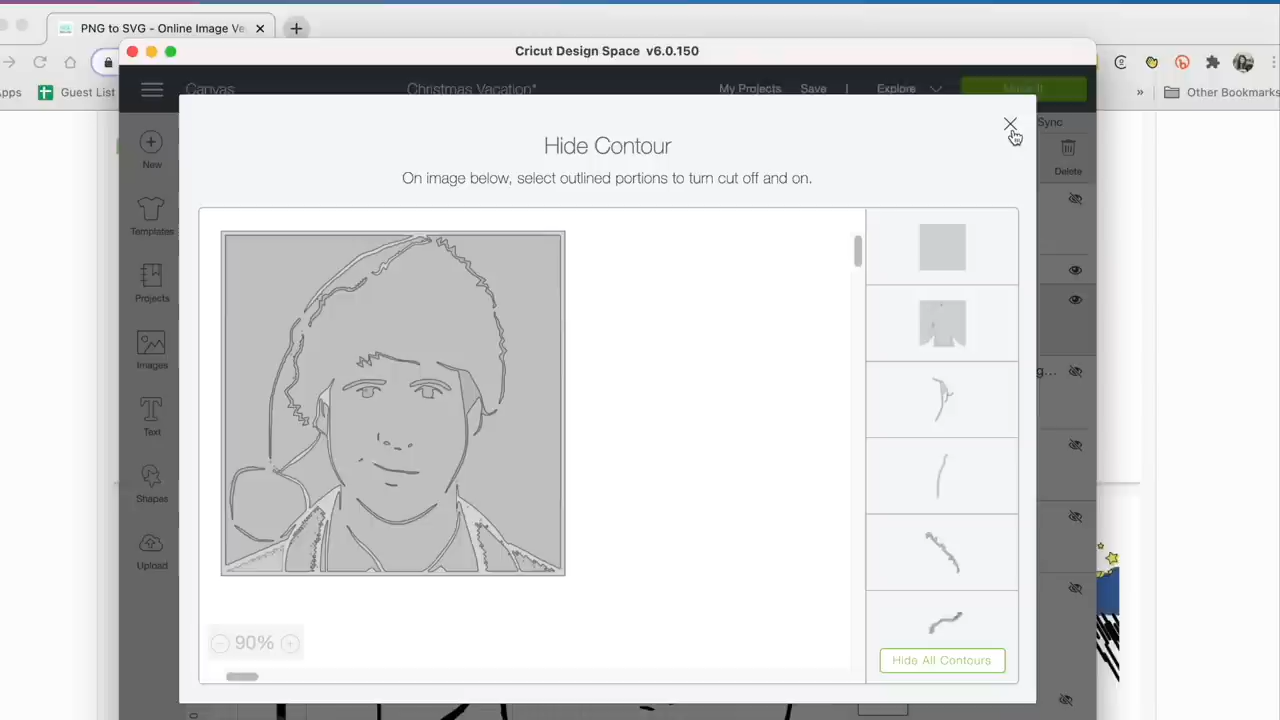 PNG to SVG - Online Image Ve
Cricut Design Space v6.0.150
Apps
Guest List
Other Bookmarks
Canvas
Christmas Vacation*
My Projects
Save
Explore
Make It
Hide Contour
On image below, select outlined portions to turn cut off and on.
Sync
Delete
New
Templates
Projects
Images
Text
Shapes
Upload
90%
Hide All Contours